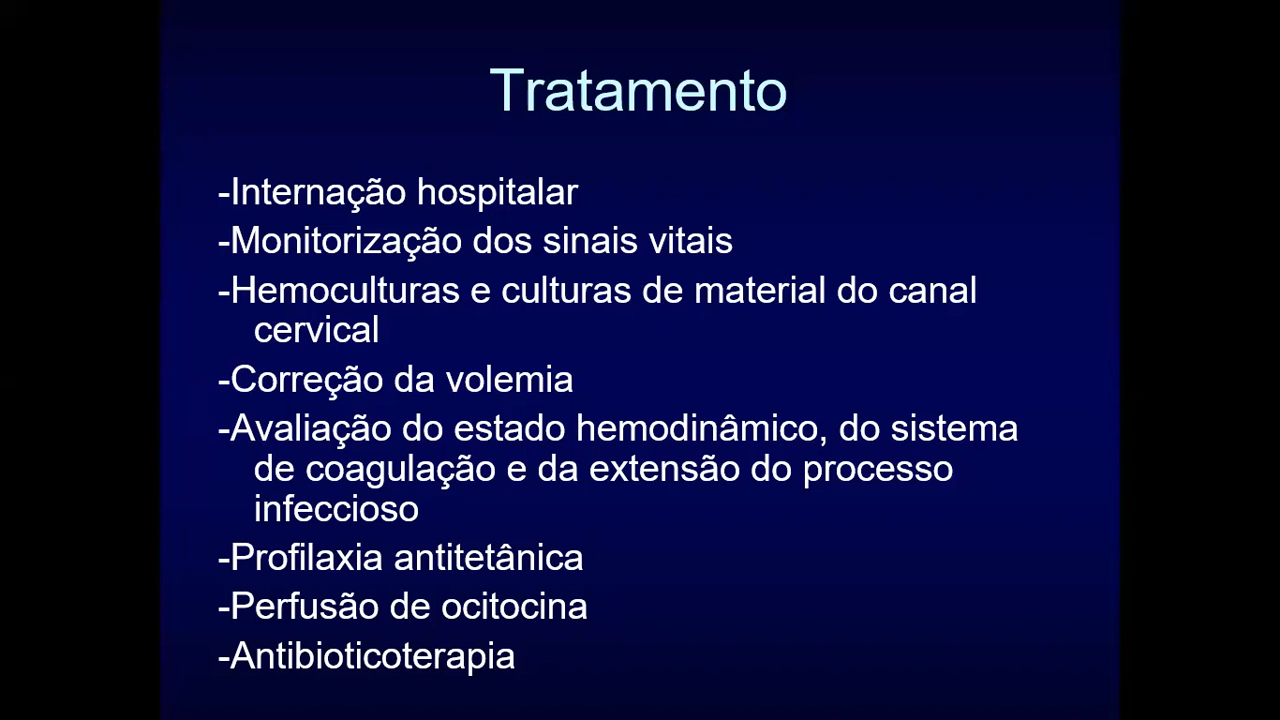 Tratamento
-Internação hospitalar
-Monitorização dos sinais vitais
-Hemoculturas e culturas de material do canal
cervical
-Correção da volemia
-Avaliação do estado hemodinâmico, do sistema
de coagulação e da extensão do processo
infeccioso
-Profilaxia antitetânica
-Perfusão de ocitocina
-Antibioticoterapia